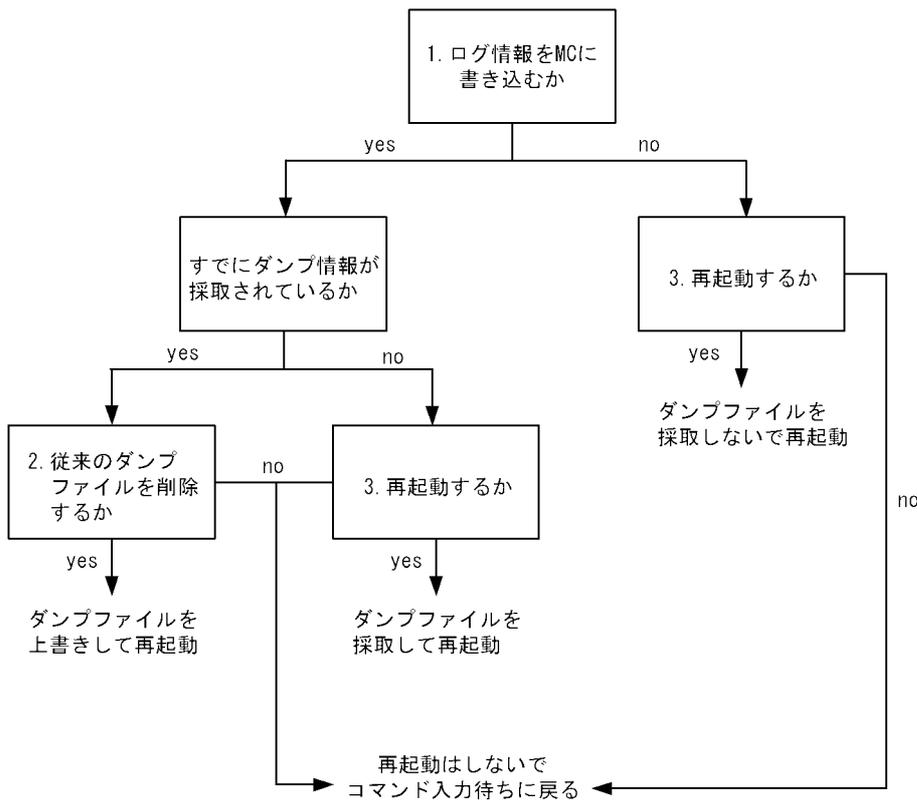 1. ログ情報をMCに
書き込むか
yes
no
すでにダンプ情報が
採取されているか
3. 再起動するか
yes
no
yes
ダンプファイルを
採取しないで再起動
2. 従来のダンプ
ファイルを削除
するか
no
3. 再起動するか
no
yes
yes
ダンプファイルを
上書きして再起動
ダンプファイルを
採取して再起動
再起動はしないで
コマンド入力待ちに戻る